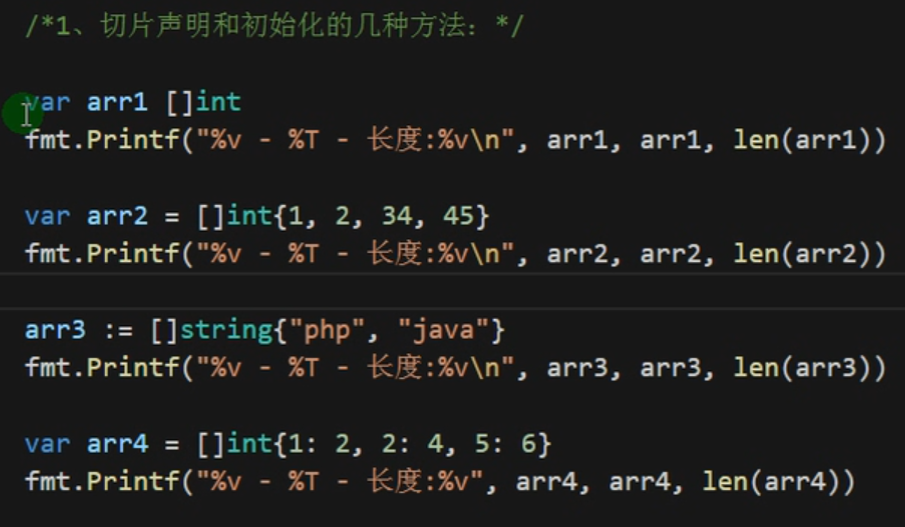 /*1、切片声明和初始化的几种方法：*/
var arr1 []int
fmt.Printf("%v - %T - 长度:%v\n", arr1, arr1, len(arr1))
var arr2 = []int{1, 2, 34, 45}
fmt.Printf("%v - %T - 长度:%v\n", arr2, arr2, len(arr2))
arr3 := []string{"php", "java"}
fmt.Printf("%v - %T - 长度:%v\n", arr3, arr3, len(arr3))
var arr4 = []int{1: 2, 2: 4, 5: 6}
fmt.Printf("%v - %T - 长度:%v", arr4, arr4, len(arr4))